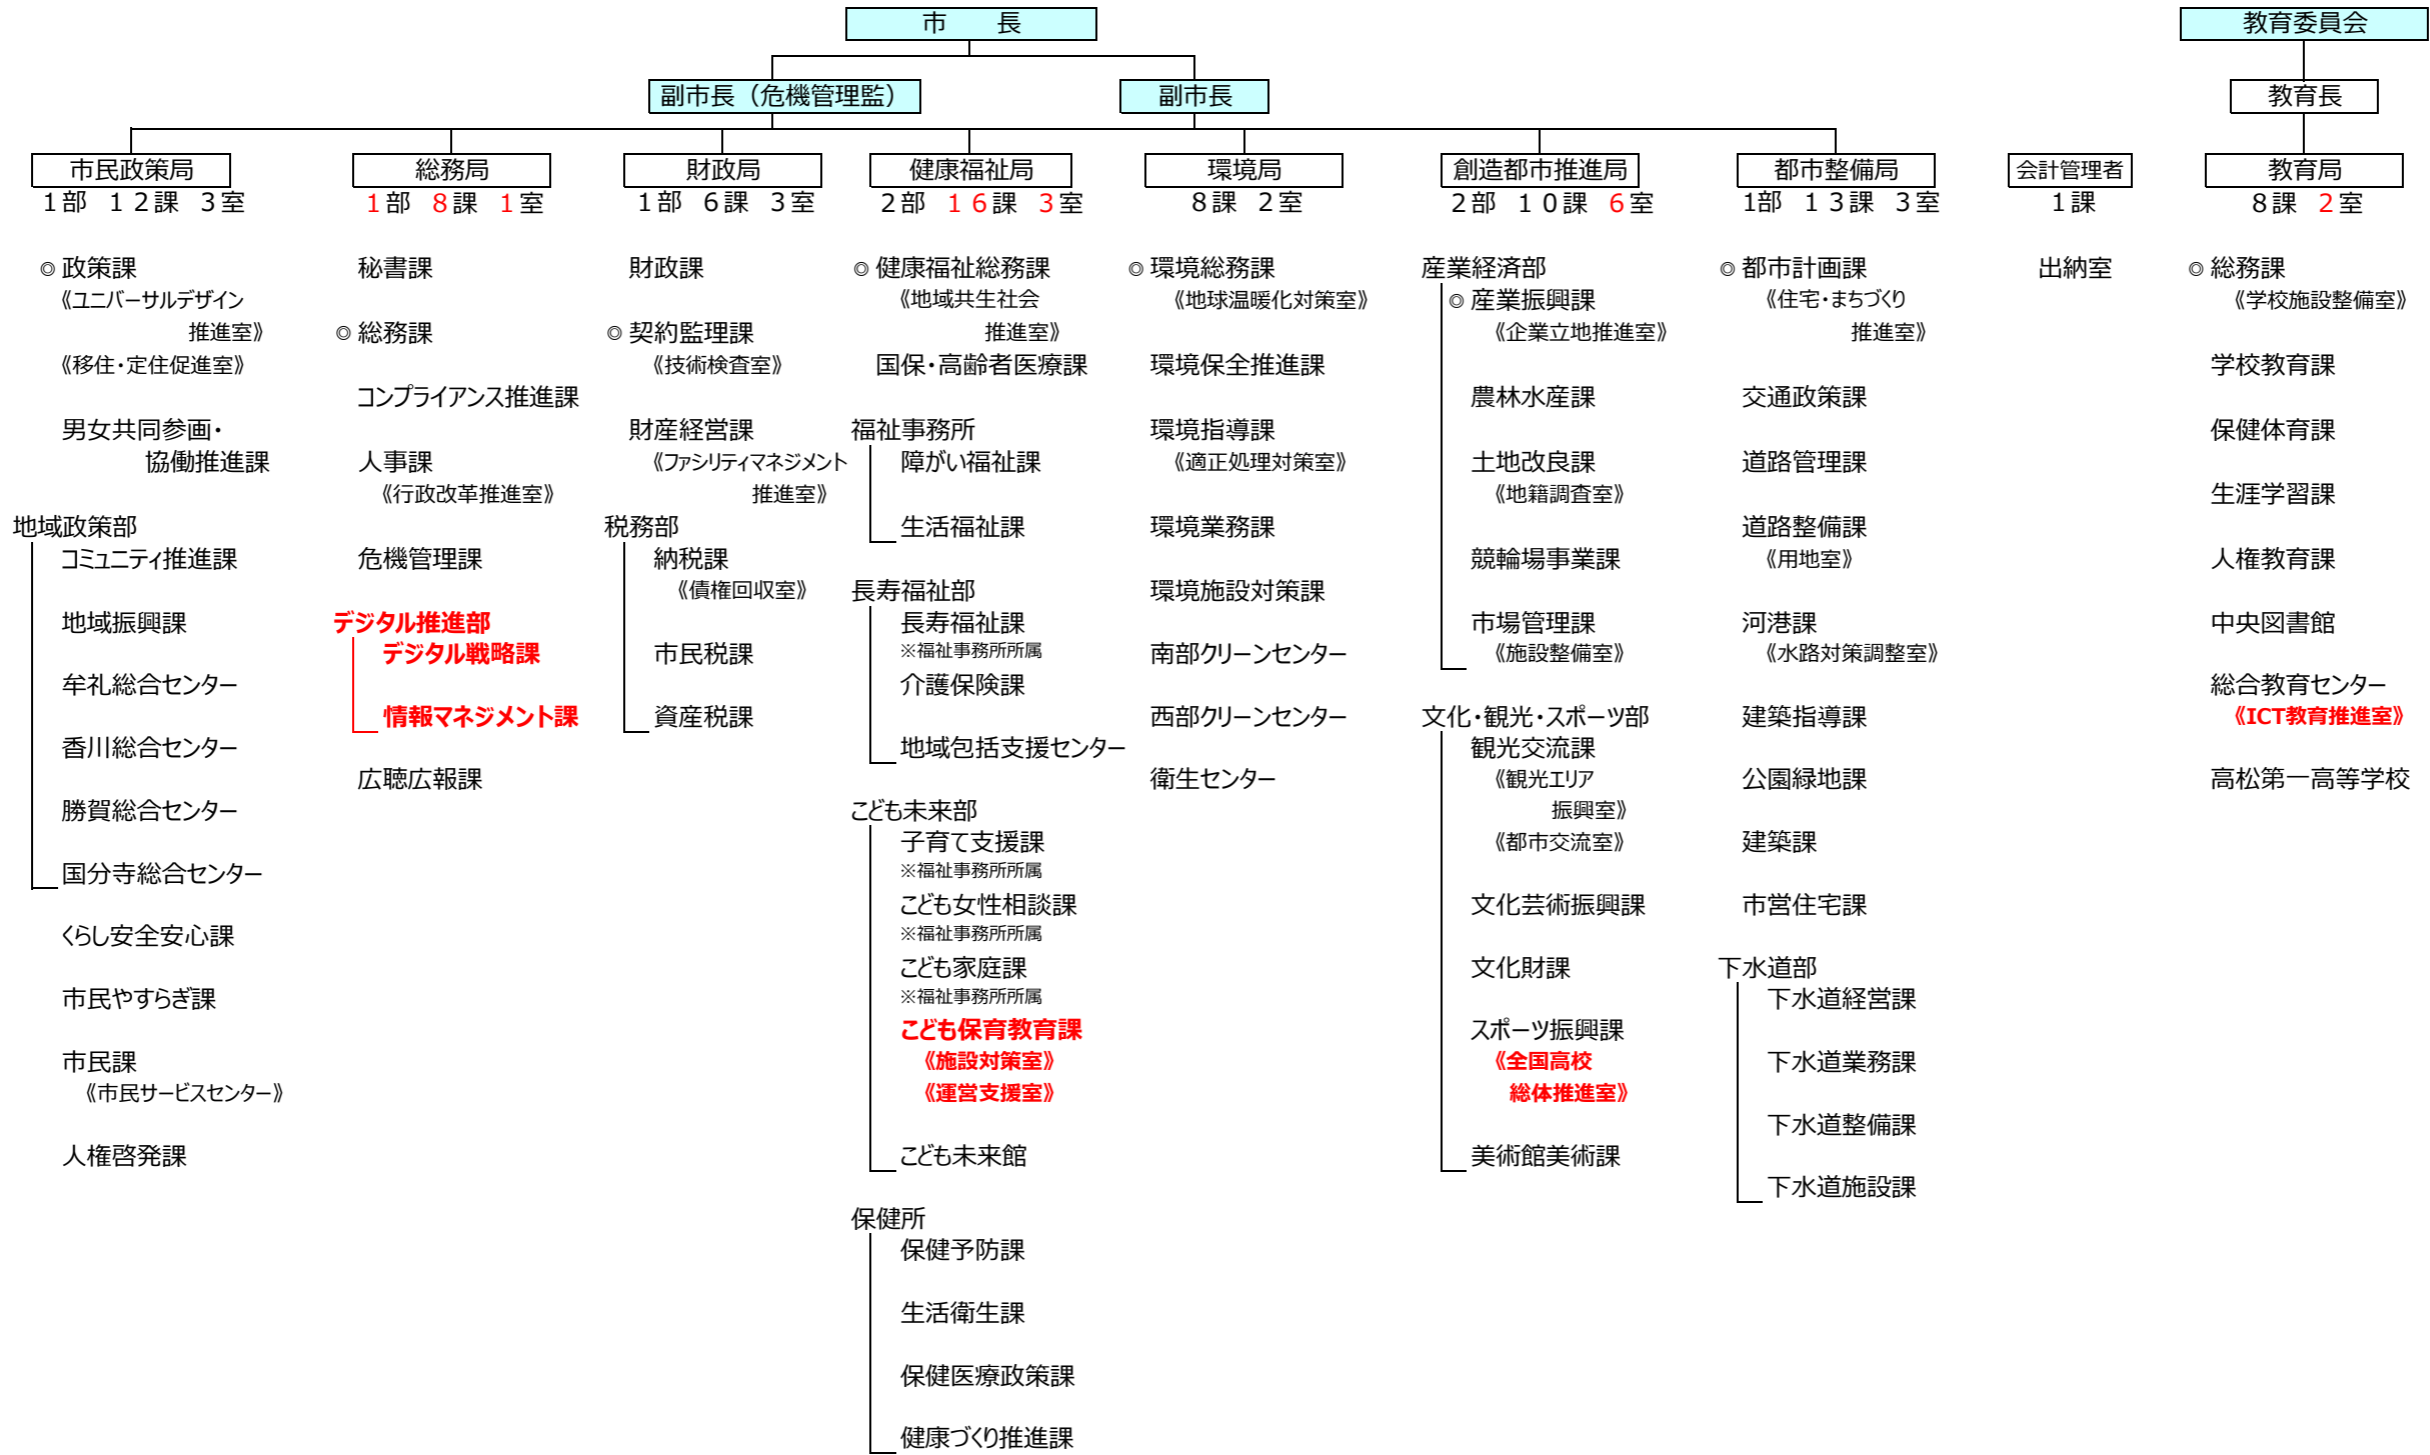 市　　長
教育委員会
副市長（危機管理監）
副市長
教育長
市民政策局
1部　12課　3室
◎政策課
《ユニバーサルデザイン
推進室》
《移住・定住促進室》
男女共同参画・
協働推進課
地域政策部
コミュニティ推進課
地域振興課
牟礼総合センター
香川総合センター
勝賀総合センター
国分寺総合センター
くらし安全安心課
市民やすらぎ課
市民課
《市民サービスセンター》
人権啓発課
総務局
1部　8課　1室
秘書課
◎総務課
コンプライアンス推進課
人事課
《行政改革推進室》
危機管理課
デジタル推進部
デジタル戦略課
情報マネジメント課
広聴広報課
財政局
1部　6課　3室
財政課
◎契約監理課
《技術検査室》
財産経営課
《ファシリティマネジメント
推進室》
税務部
納税課
《債権回収室》
市民税課
資産税課
健康福祉局
2部　16課　3室
◎健康福祉総務課
《地域共生社会
推進室》
国保・高齢者医療課
福祉事務所
障がい福祉課
生活福祉課
長寿福祉部
長寿福祉課
※福祉事務所所属
介護保険課
地域包括支援センター
こども未来部
子育て支援課
※福祉事務所所属
こども女性相談課
※福祉事務所所属
こども家庭課
※福祉事務所所属
こども保育教育課
《施設対策室》
《運営支援室》
こども未来館
保健所
保健予防課
生活衛生課
保健医療政策課
健康づくり推進課
環境局
8課　2室
◎環境総務課
《地球温暖化対策室》
環境保全推進課
環境指導課
《適正処理対策室》
環境業務課
環境施設対策課
南部クリーンセンター
西部クリーンセンター
衛生センター
創造都市推進局
2部　10課　6室
産業経済部
◎産業振興課
《企業立地推進室》
農林水産課
土地改良課
《地籍調査室》
競輪場事業課
市場管理課
《施設整備室》
文化・観光・スポーツ部
観光交流課
《観光エリア
振興室》
《都市交流室》
文化芸術振興課
文化財課
スポーツ振興課
《全国高校
総体推進室》
美術館美術課
都市整備局
1部　13課　3室
◎都市計画課
《住宅・まちづくり
推進室》
交通政策課
道路管理課
道路整備課
《用地室》
河港課
《水路対策調整室》
建築指導課
公園緑地課
建築課
市営住宅課
下水道部
下水道経営課
下水道業務課
下水道整備課
下水道施設課
会計管理者
1課
出納室
教育局
8課　2室
◎総務課
《学校施設整備室》
学校教育課
保健体育課
生涯学習課
人権教育課
中央図書館
総合教育センター
《ICT教育推進室》
高松第一高等学校